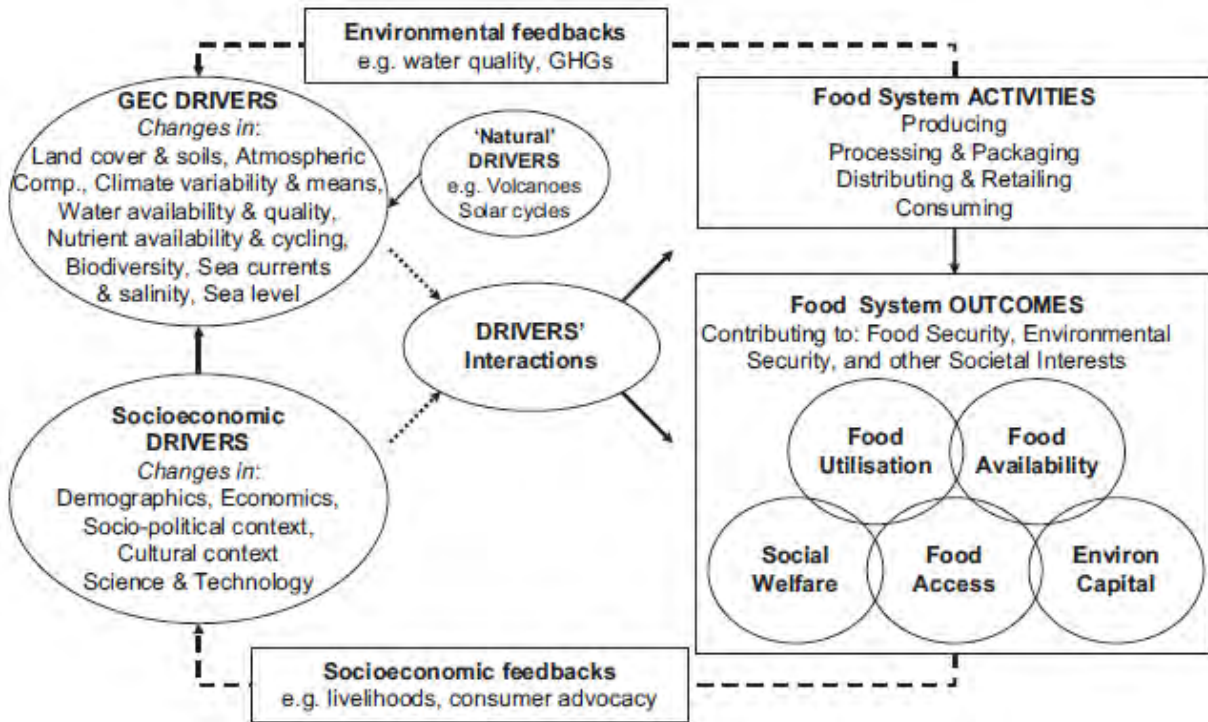 Environmental feedbacks
e.g. water quality, GHGs
GEC DRIVERS
Changes in:
Land cover & soils, Atmospheric
Comp., Climate variability & means,
Water availability & quality,
Nutrient availability & cycling,
Biodiversity, Sea currents
& salinity, Sea level
'Natural'
DRIVERS
e.g. Volcanoes
Solar cycles
Food System ACTIVITIES
Producing
Processing & Packaging
Distributing & Retailing
Consuming
DRIVERS'
Interactions
Food System OUTCOMES
Contributing to: Food Security, Environmental
Security, and other Societal Interests
Food
Utilisation
Food
Availability
Social
Welfare
Food
Access
Environ
Capital
Socioeconomic
DRIVERS
Changes in:
Demographics, Economics,
Socio-political context,
Cultural context
Science & Technology
Socioeconomic feedbacks
e.g. livelihoods, consumer advocacy